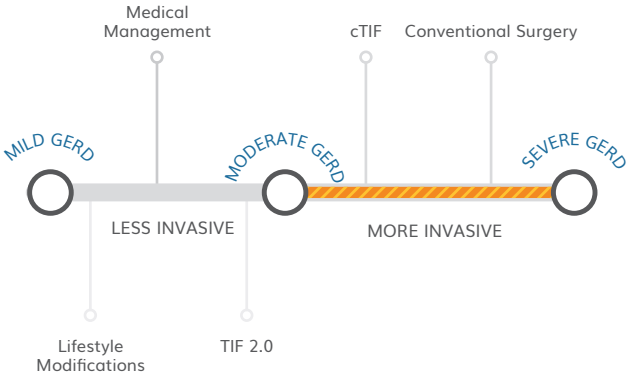 Medical
Management
cTIF
Conventional Surgery
MILD GERD
MODERATE GERD
SEVERE GERD
LESS INVASIVE
MORE INVASIVE
Lifestyle
Modifications
TIF 2.0